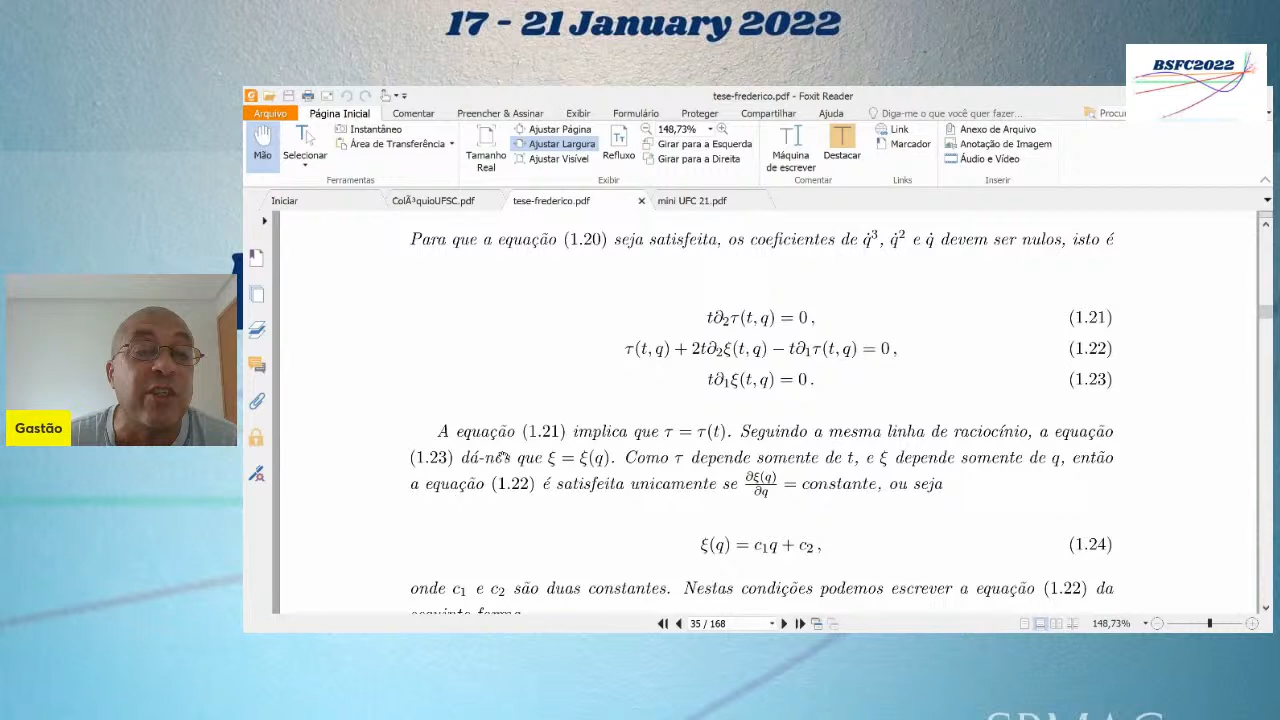 17 - 21 January 2022
BSFC2022
tese-frederico.pdf - Foxit Reader
Arquivo Página Inicial Comentar Preencher & Assinar Exibir Formulário Proteger Compartilhar Ajuda Diga-me o que você quer fazer... Procu
Mão
Selecionar
Instantâneo
Área de Transferência
Ferramentas
Tamanho
Real
Ajustar Página
Ajustar Largura
Ajustar Visível
Refluxo
148,73%
Girar para a Esquerda
Girar para a Direita
Exibir
Máquina
de escrever
Destacar
Comentar
Link
Marcador
Links
Anexo de Arquivo
Anotação de Imagem
Áudio e Vídeo
Inserir
Iniciar ColÃ³quioUFSC.pdf tese-frederico.pdf mini UFC 21.pdf
Para que a equação (1.20) seja satisfeita, os coeficientes de q̇³, q̇² e q̇ devem ser nulos, isto é
t∂₂τ(t, q) = 0 , (1.21)
τ(t, q) + 2t∂₂ξ(t, q) − t∂₁τ(t, q) = 0 , (1.22)
t∂₁ξ(t, q) = 0 . (1.23)
A equação (1.21) implica que τ = τ(t). Seguindo a mesma linha de raciocínio, a equação
(1.23) dá-nos que ξ = ξ(q). Como τ depende somente de t, e ξ depende somente de q, então
a equação (1.22) é satisfeita unicamente se ∂ξ(q)/∂q = constante, ou seja
ξ(q) = c₁q + c₂ , (1.24)
onde c₁ e c₂ são duas constantes. Nestas condições podemos escrever a equação (1.22) da
seguinte forma
35 / 168
148,73%
Gastão